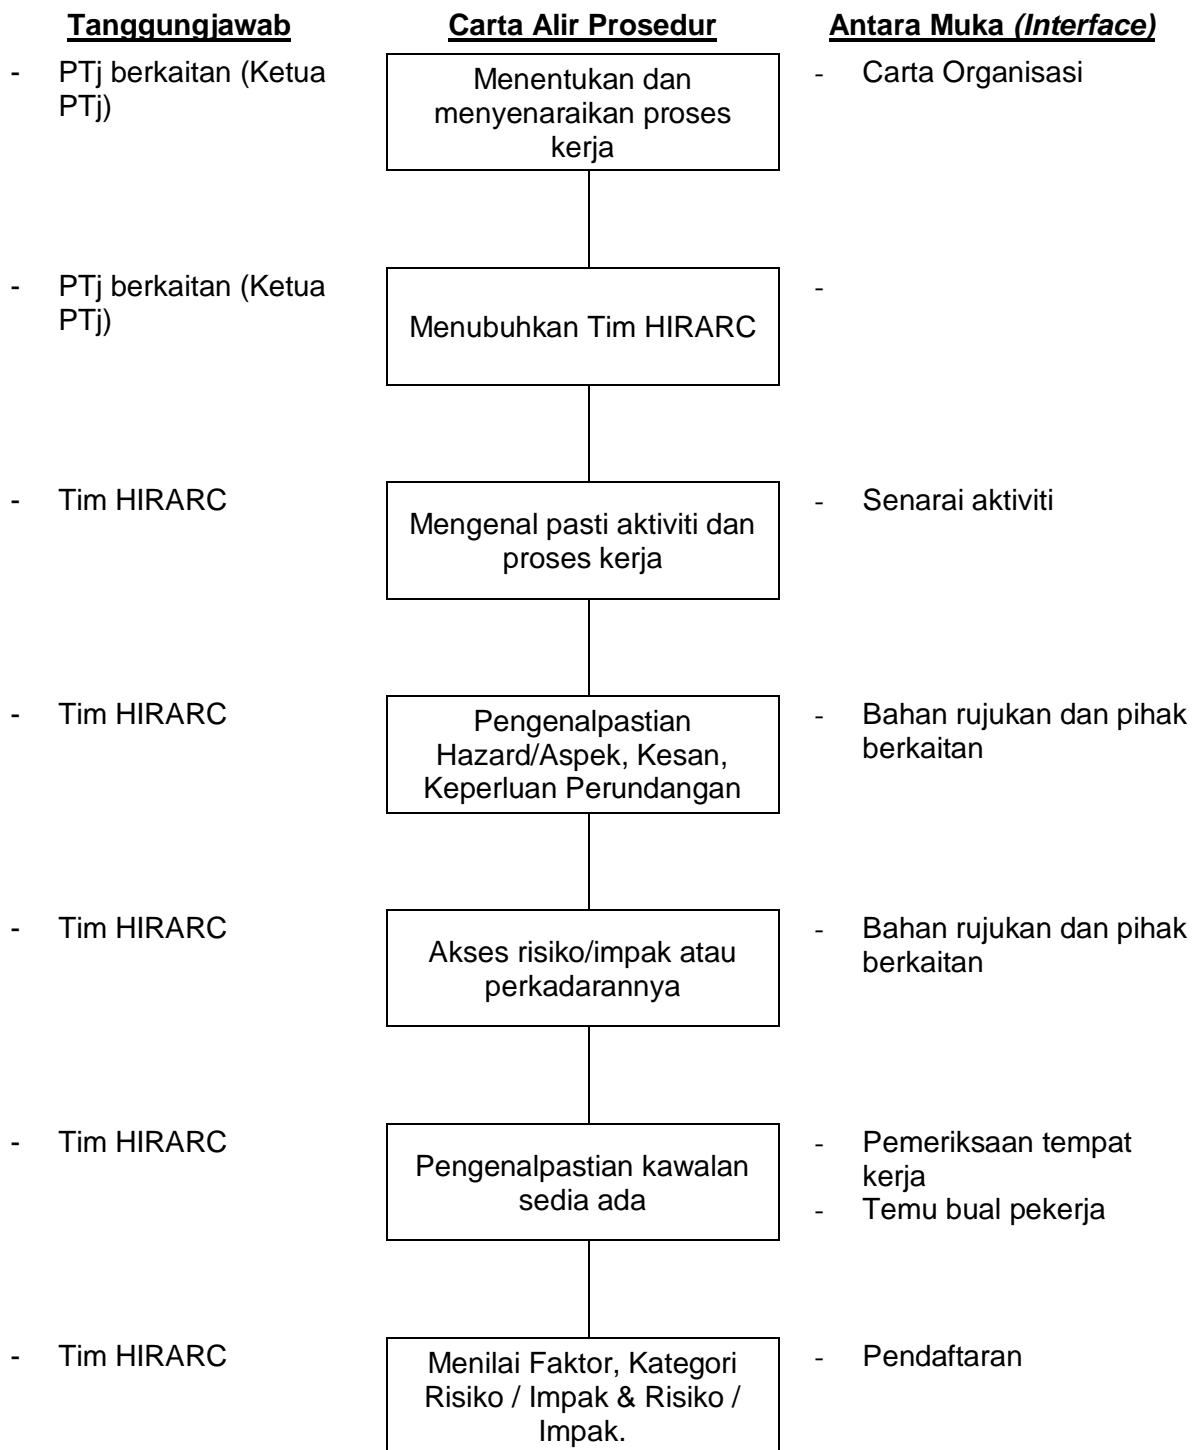 Tanggungjawab
Carta Alir Prosedur
Antara Muka (Interface)
- PTj berkaitan (Ketua
PTj)
Menentukan dan
menyenaraikan proses
kerja
- Carta Organisasi
- PTj berkaitan (Ketua
PTj)
Menubuhkan Tim HIRARC
-
- Tim HIRARC
Mengenal pasti aktiviti dan
proses kerja
- Senarai aktiviti
- Tim HIRARC
Pengenalpastian
Hazard/Aspek, Kesan,
Keperluan Perundangan
- Bahan rujukan dan pihak
berkaitan
- Tim HIRARC
Akses risiko/impak atau
perkadarannya
- Bahan rujukan dan pihak
berkaitan
- Tim HIRARC
Pengenalpastian kawalan
sedia ada
- Pemeriksaan tempat
kerja
- Temu bual pekerja
- Tim HIRARC
Menilai Faktor, Kategori
Risiko / Impak & Risiko /
Impak.
- Pendaftaran